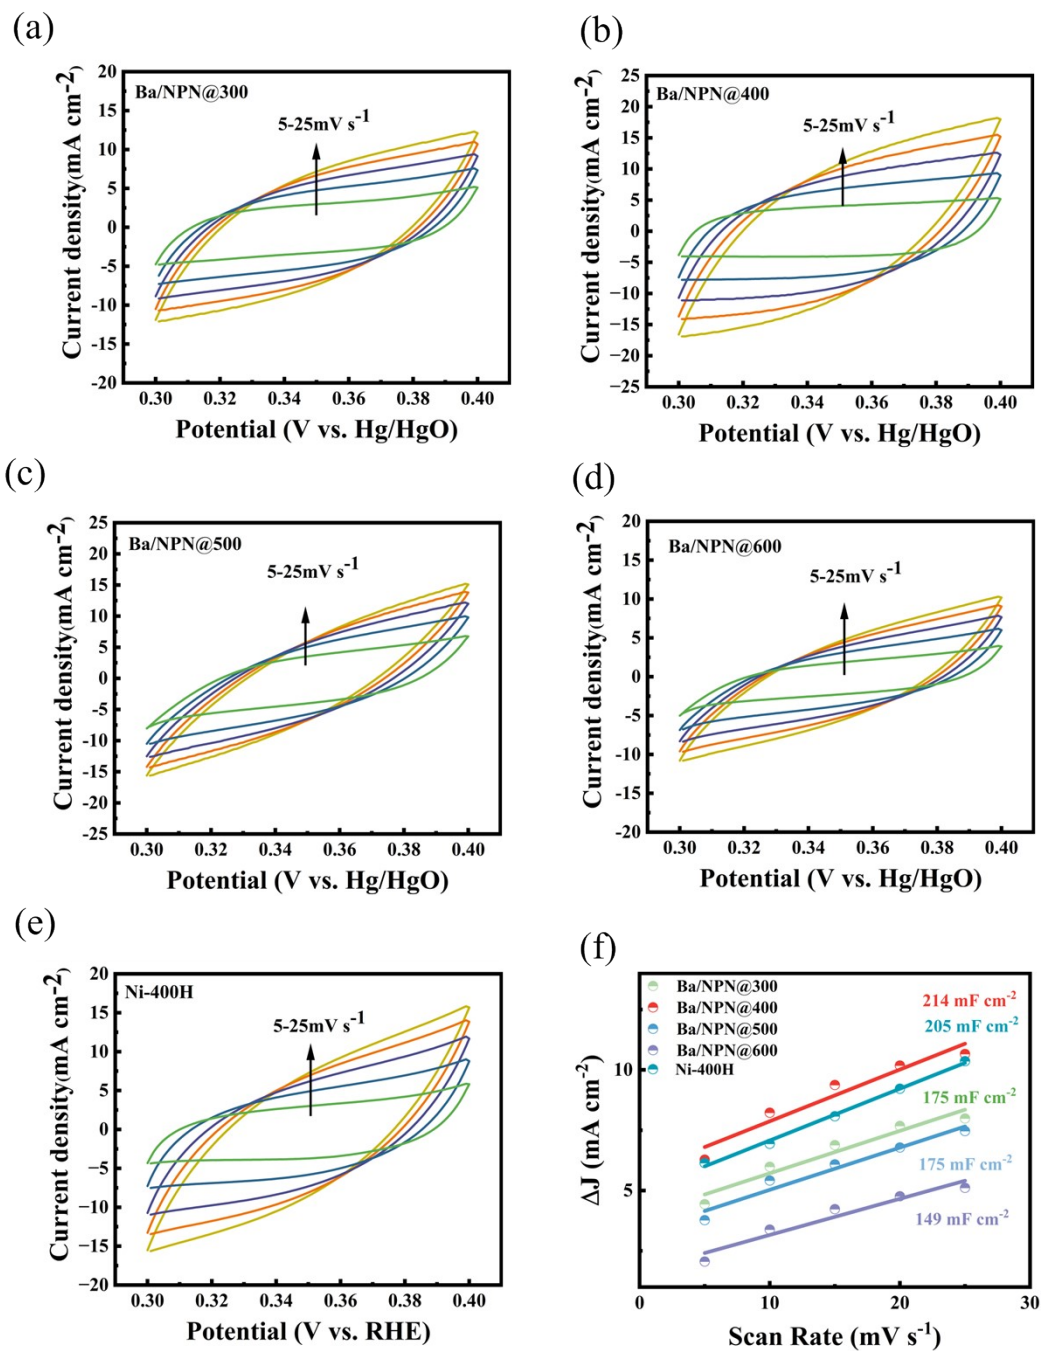 (a)
20
15
10
5
0
-5
-10
-15
-20
Current density(mA cm-2)
Ba/NPN@300
5-25mV s-1
0.30 0.32 0.34 0.36 0.38 0.40
Potential (V vs. Hg/HgO)
(b)
25
20
15
10
5
0
-5
-10
-15
-20
-25
Current density(mA cm-2)
Ba/NPN@400
5-25mV s-1
0.30 0.32 0.34 0.36 0.38 0.40
Potential (V vs. Hg/HgO)
(c)
25
20
15
10
5
0
-5
-10
-15
-20
-25
Current density(mA cm-2)
Ba/NPN@500
5-25mV s-1
0.30 0.32 0.34 0.36 0.38 0.40
Potential (V vs. Hg/HgO)
(d)
20
15
10
5
0
-5
-10
-15
-20
Current density(mA cm-2)
Ba/NPN@600
5-25mV s-1
0.30 0.32 0.34 0.36 0.38 0.40
Potential (V vs. Hg/HgO)
(e)
20
15
10
5
0
-5
-10
-15
-20
Current density(mA cm-2)
Ni-400H
5-25mV s-1
0.30 0.32 0.34 0.36 0.38 0.40
Potential (V vs. RHE)
(f)
Ba/NPN@300
Ba/NPN@400
Ba/NPN@500
Ba/NPN@600
Ni-400H
214 mF cm-2
205 mF cm-2
175 mF cm-2
175 mF cm-2
149 mF cm-2
10
5
ΔJ (mA cm-2)
0 10 20 30
Scan Rate (mV s-1)